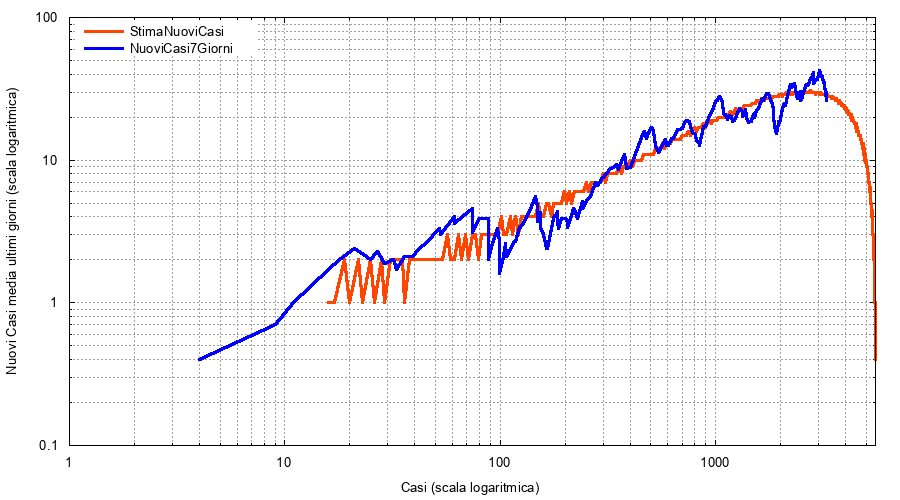 100
StimaNuoviCasi
NuoviCasi7Giorni
10
1
0.1
1
10
100
1000
Nuovi Casi media ultimi giorni (scala logaritmica)
Casi (scala logaritmica)